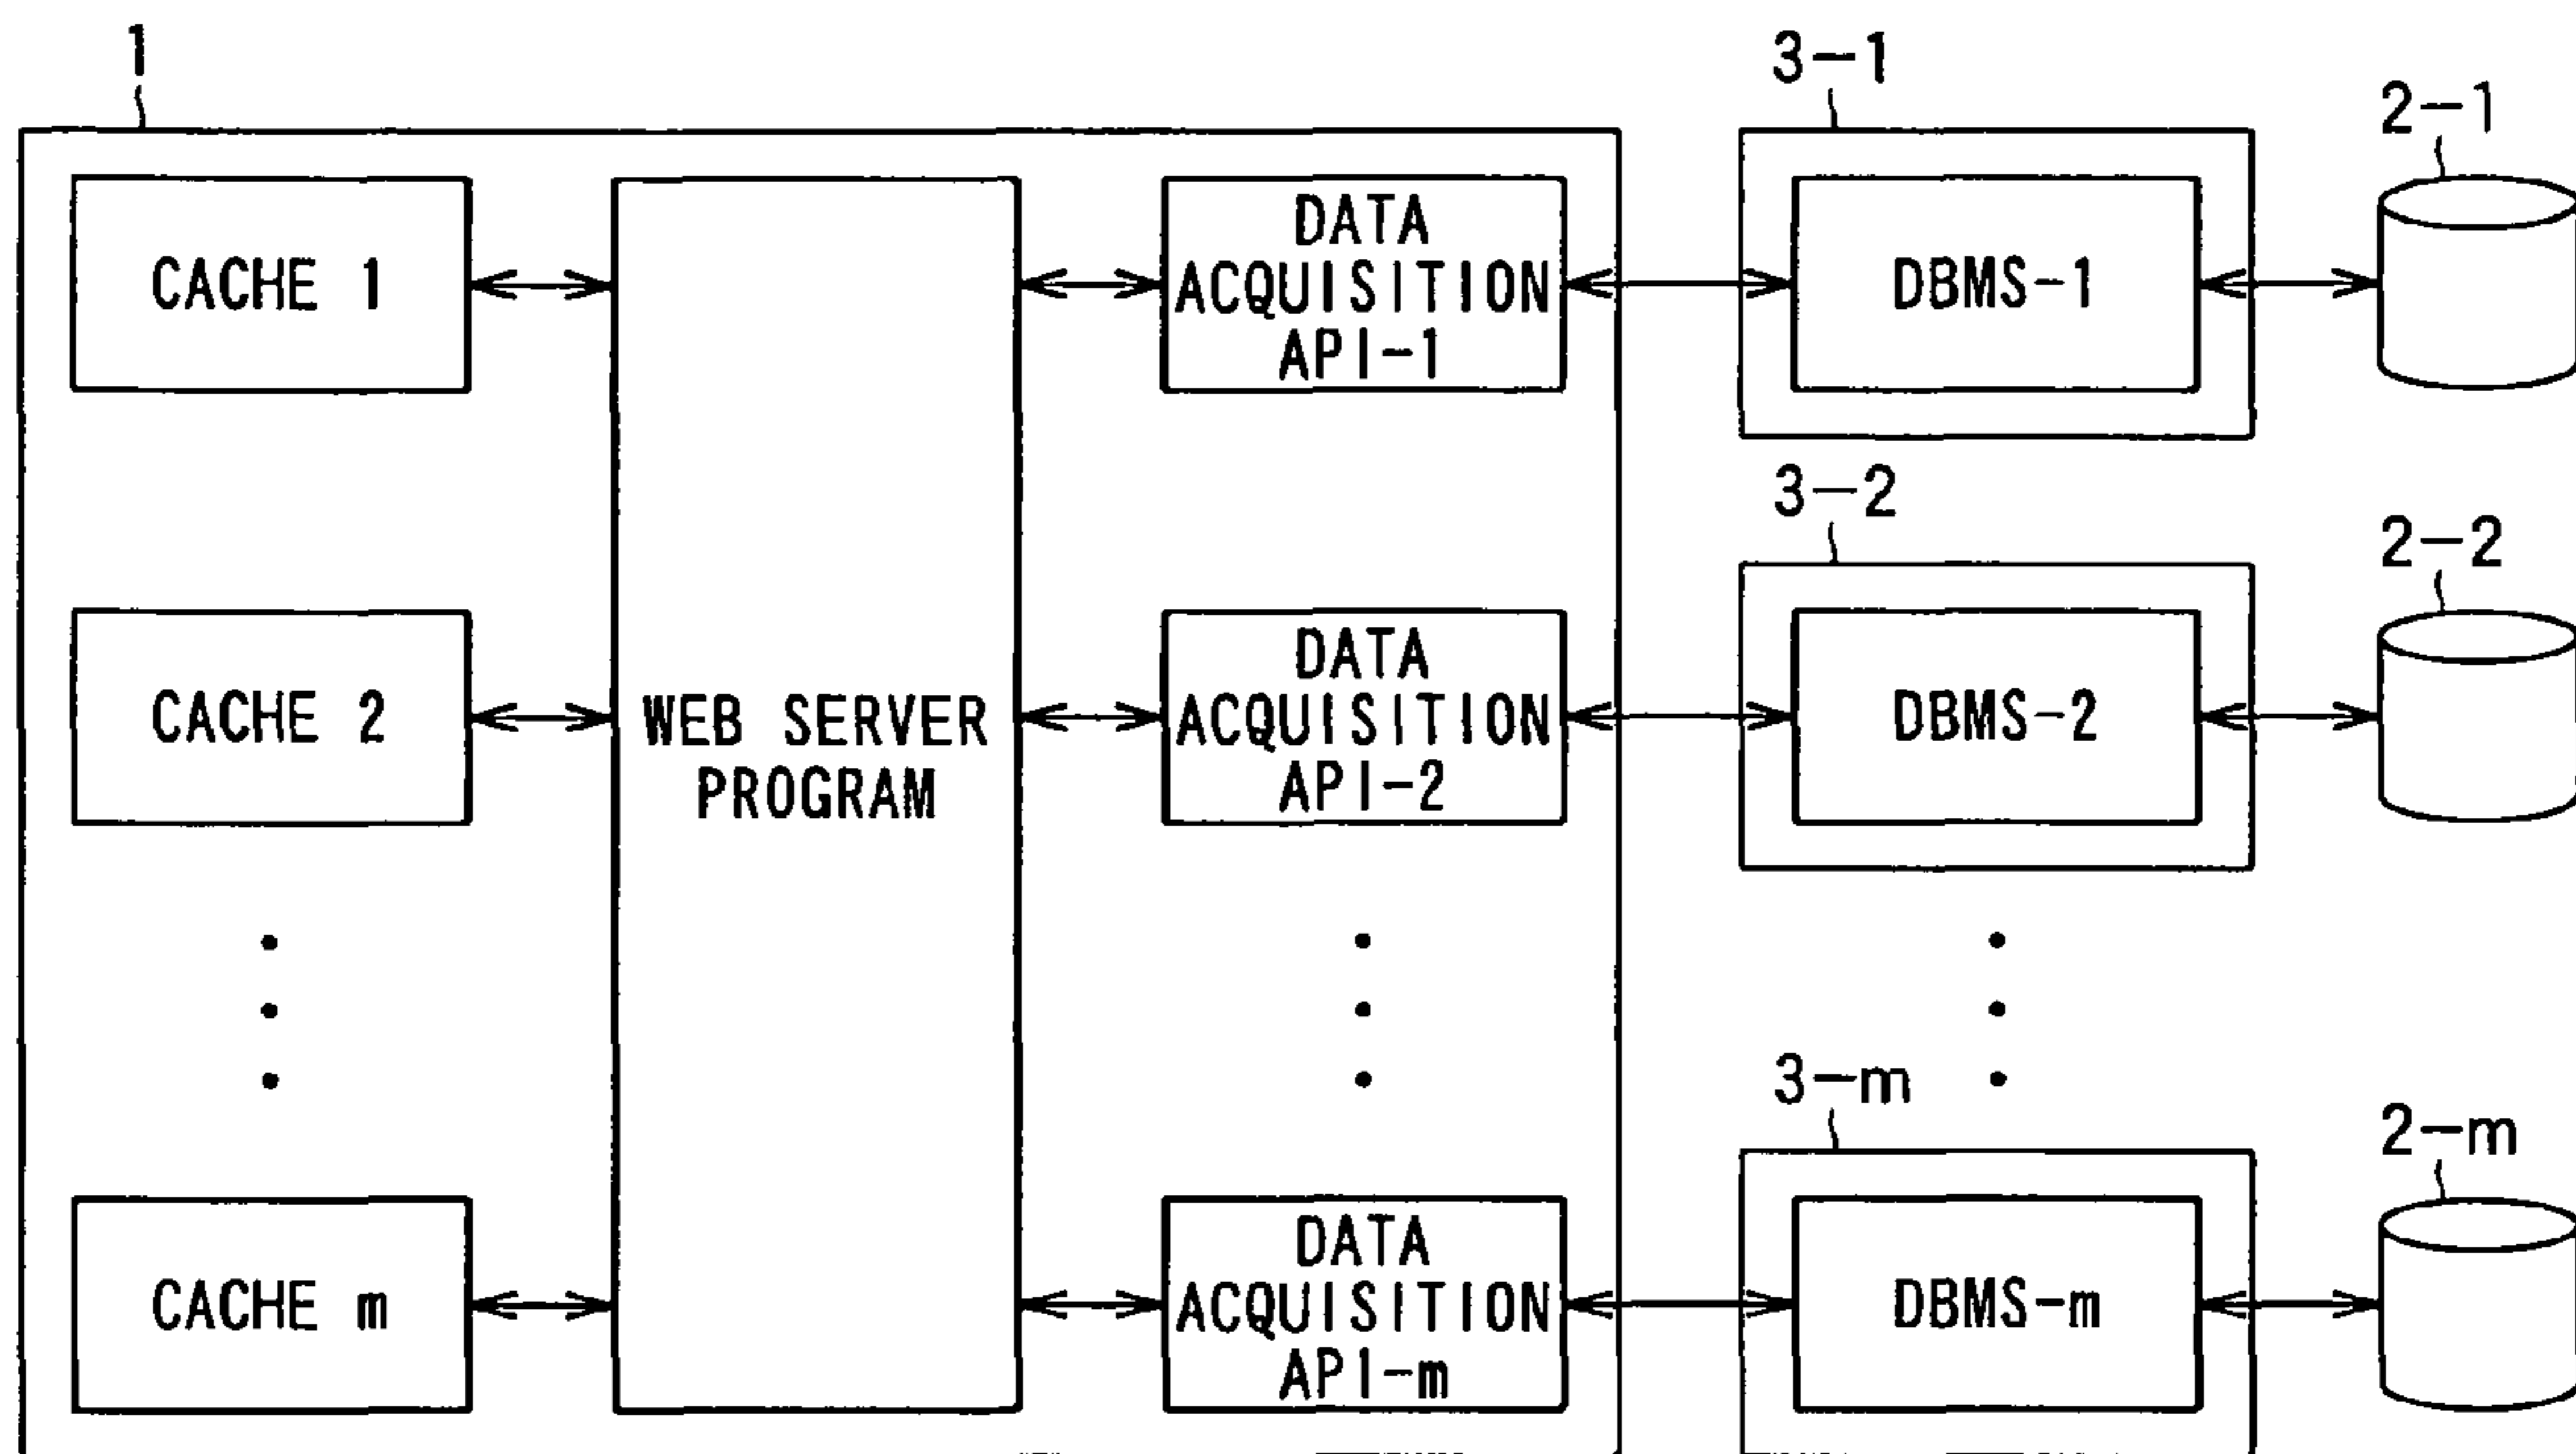 1
3-1
2-1
CACHE 1
DATA
ACQUISITION
API-1
DBMS-1
3-2
2-2
CACHE 2
WEB SERVER
PROGRAM
DATA
ACQUISITION
API-2
DBMS-2
3-m
2-m
CACHE m
DATA
ACQUISITION
API-m
DBMS-m